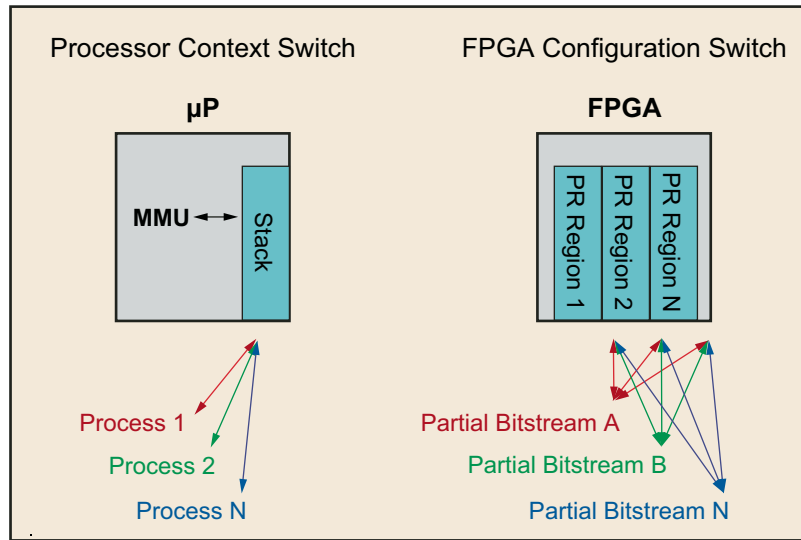 Processor Context Switch
FPGA Configuration Switch
µP
FPGA
MMU
Stack
PR Region 1
PR Region 2
PR Region N
Process 1
Process 2
Process N
Partial Bitstream A
Partial Bitstream B
Partial Bitstream N